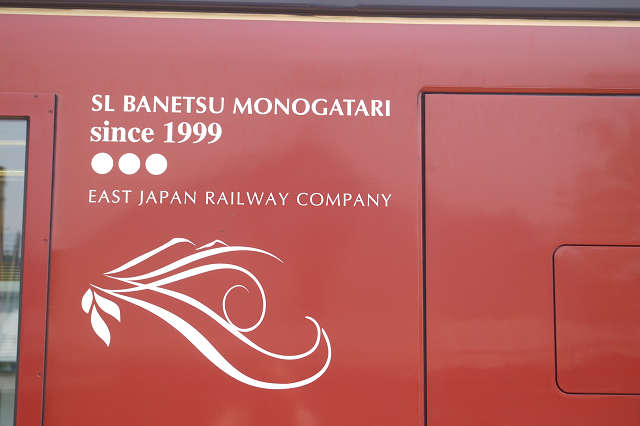 SL BANETSU MONOGATARI
since 1999
EAST JAPAN RAILWAY COMPANY